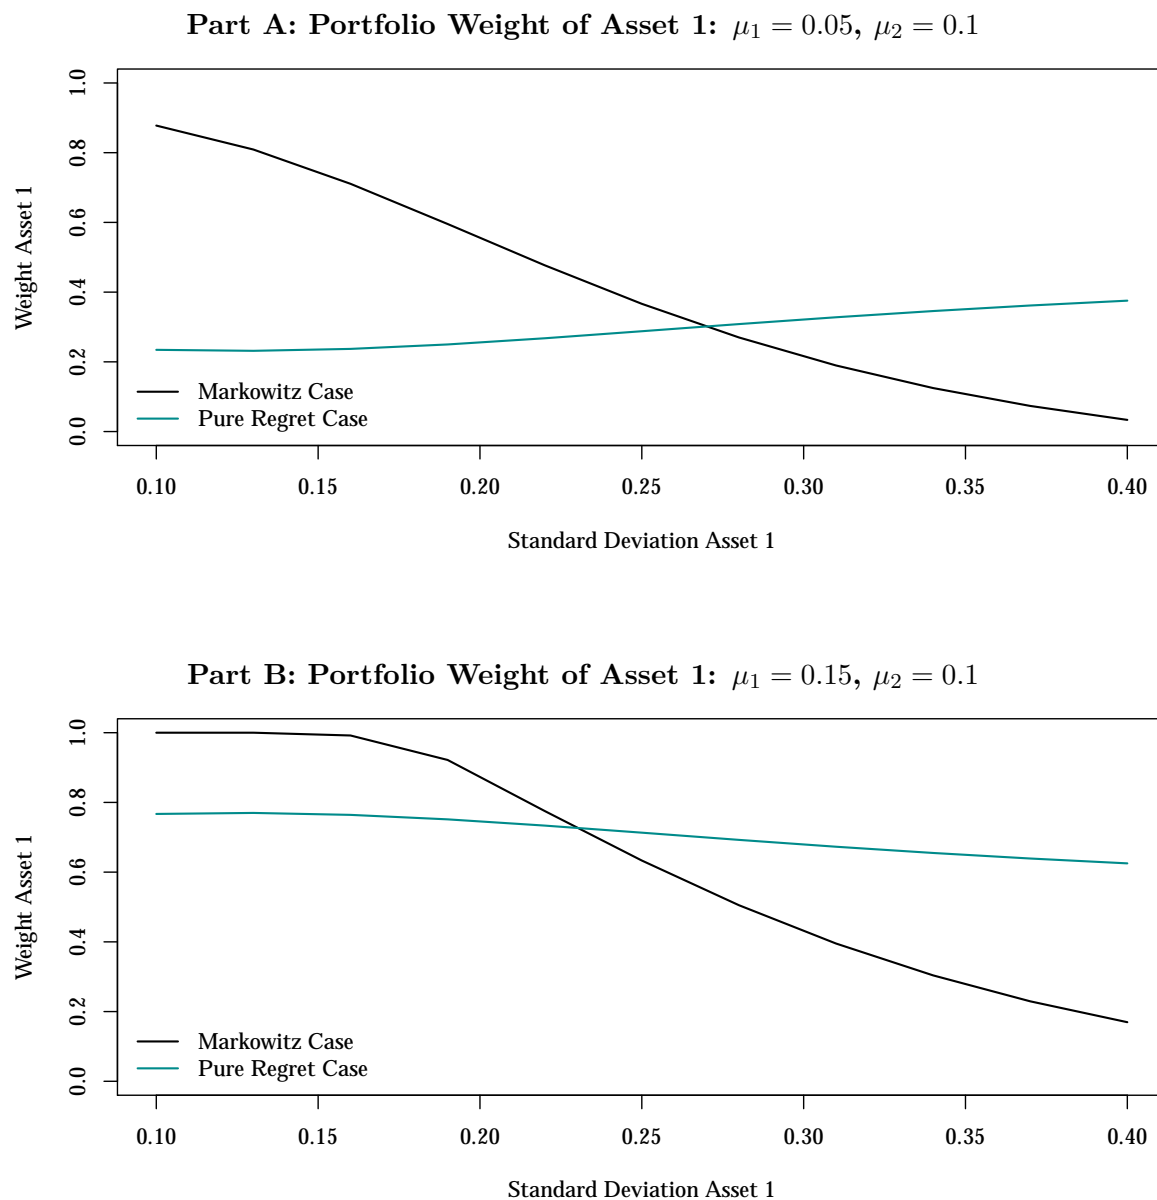 Part A: Portfolio Weight of Asset 1: μ₁ = 0.05, μ₂ = 0.1
Weight Asset 1
1.0
0.8
0.6
0.4
0.2
0.0
Markowitz Case
Pure Regret Case
0.10 0.15 0.20 0.25 0.30 0.35 0.40
Standard Deviation Asset 1
Part B: Portfolio Weight of Asset 1: μ₁ = 0.15, μ₂ = 0.1
Weight Asset 1
1.0
0.8
0.6
0.4
0.2
0.0
Markowitz Case
Pure Regret Case
0.10 0.15 0.20 0.25 0.30 0.35 0.40
Standard Deviation Asset 1